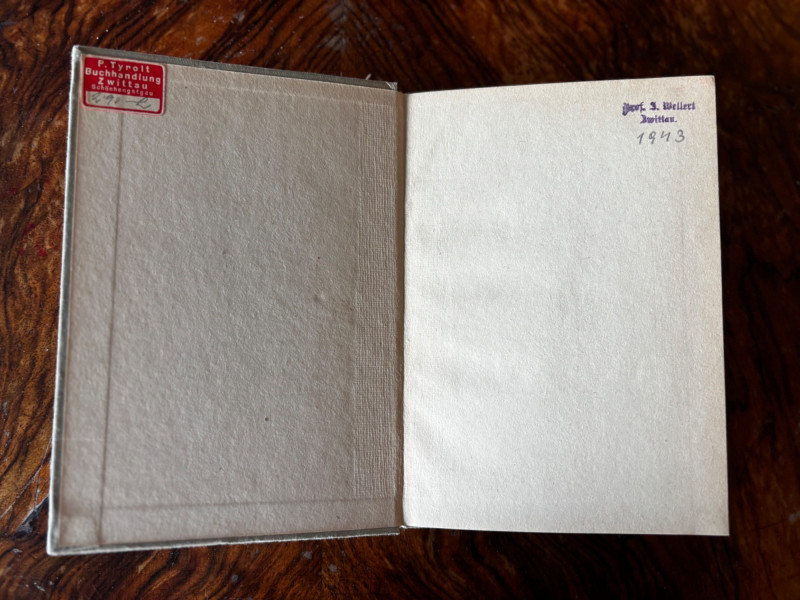 P. Tyrolt
Buchhandlung
Zwittau
Schönhengstgau
Prof. J. Wellert
Zwittau.
1943